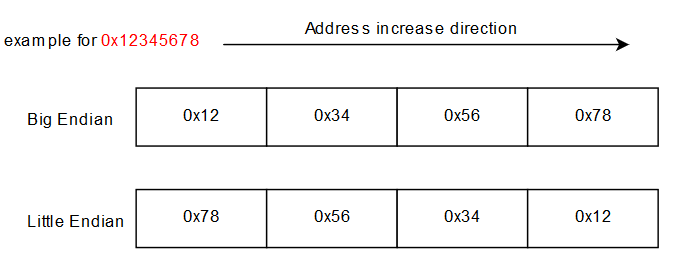 Address increase direction
example for 0x12345678
Big Endian 0x12 0x34 0x56 0x78
Little Endian 0x78 0x56 0x34 0x12